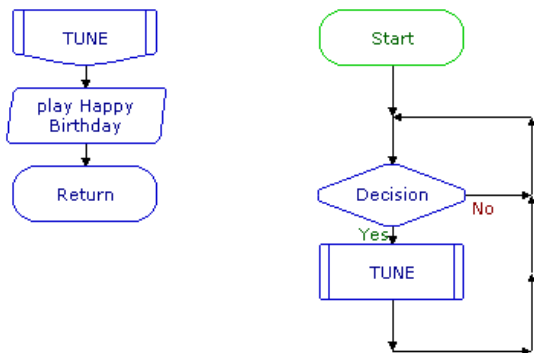 TUNE
play Happy
Birthday
Return
Start
Decision
No
Yes
TUNE